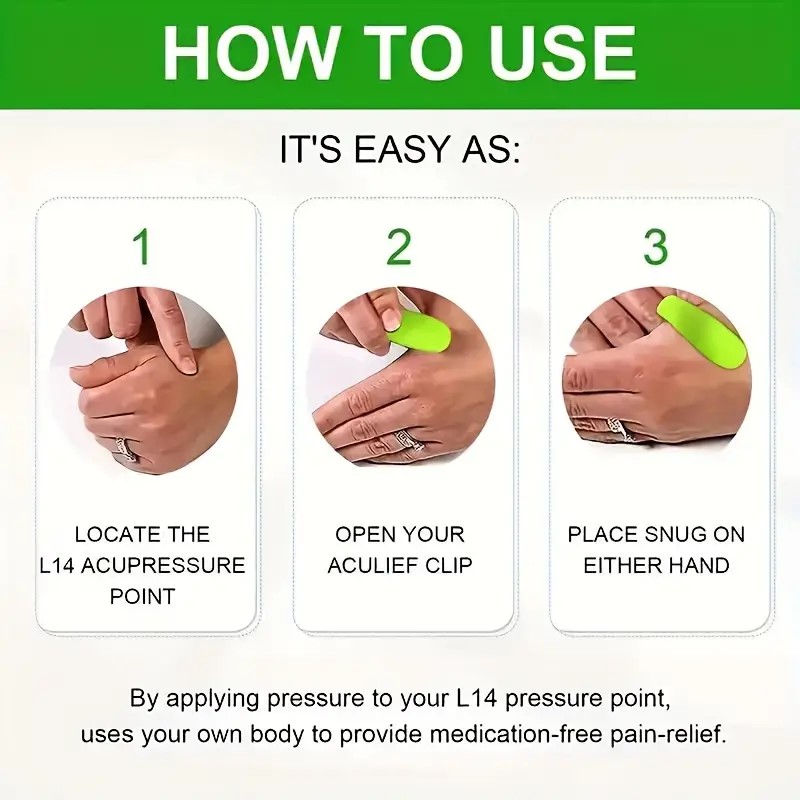 HOW TO USE
IT'S EASY AS:
1
LOCATE THE
L14 ACUPRESSURE
POINT
2
OPEN YOUR
ACULIEF CLIP
3
PLACE SNUG ON
EITHER HAND
By applying pressure to your L14 pressure point,
uses your own body to provide medication-free pain-relief.